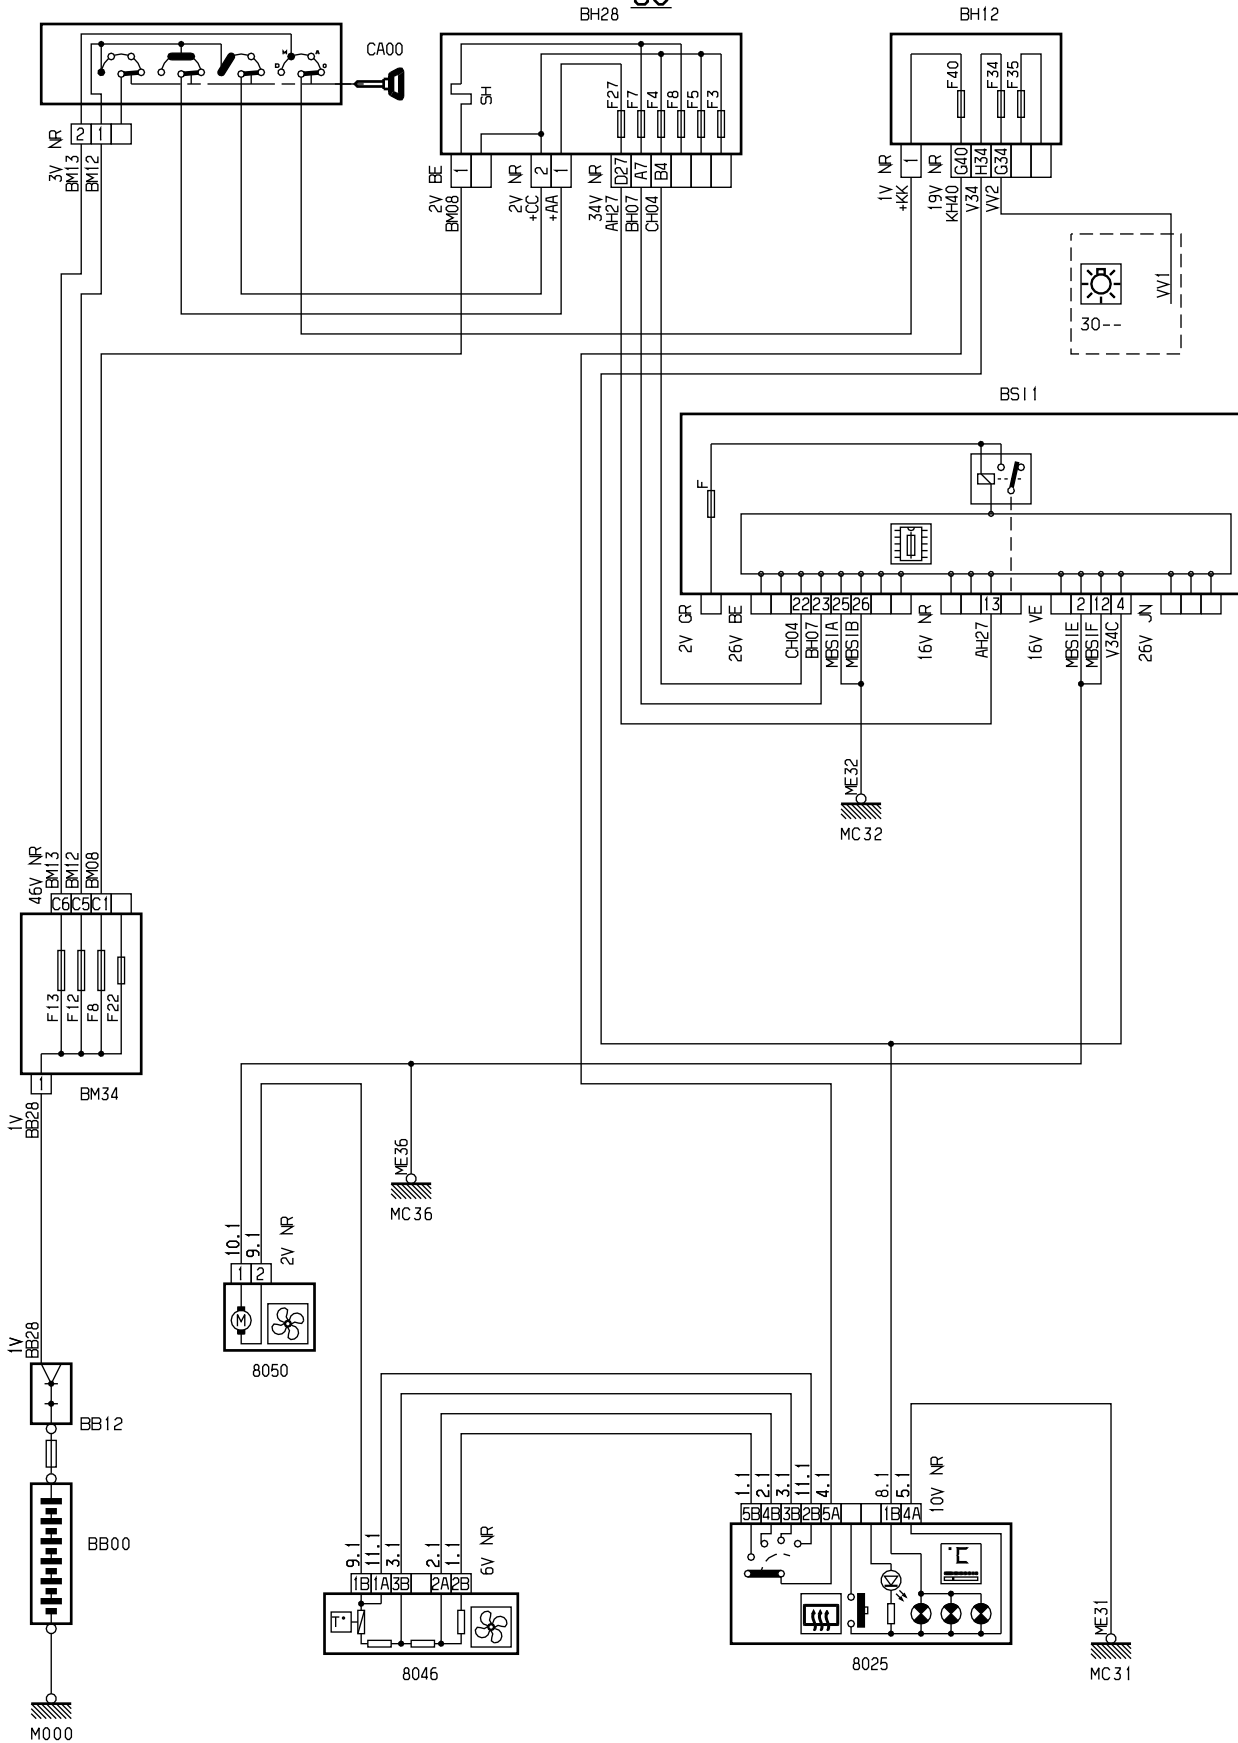 BH28
BH12
M
A
D
CA00
SH
F27
F7
F4
F8
F5
F3
F40
F34
F35
3V NR
2
1
BM13
BM12
2V BE
1
BM08
2V NR
2
1
+CC
+AA
34V NR
D27
A7
B4
AH27
BH07
CH04
1V NR
1
+KK
19V NR
G40
H34
G34
KH40
V34
VV2
VV1
30--
BSI1
F
2V GR
26V BE
22
23
25
26
CH04
BH07
MBSIA
MBSIB
16V NR
13
AH27
16V VE
2
12
4
MBSIE
MBSIF
V34C
26V JN
ME32
MC32
46V NR
BM13
BM12
BM08
C6
C5
C1
F13
F12
F8
F22
1
BM34
1V
BB28
ME36
MC36
10.1
9.1
2V NR
1
2
M
8050
1V
BB28
BB12
BB00
M000
9.1
11.1
3.1
2.1
1.1
6V NR
1B
1A
3B
2A
2B
T°
8046
1.1
2.1
3.1
11.1
4.1
8.1
5.1
10V NR
5B
4B
3B
2B
5A
1B
4A
°C
8025
ME31
MC31